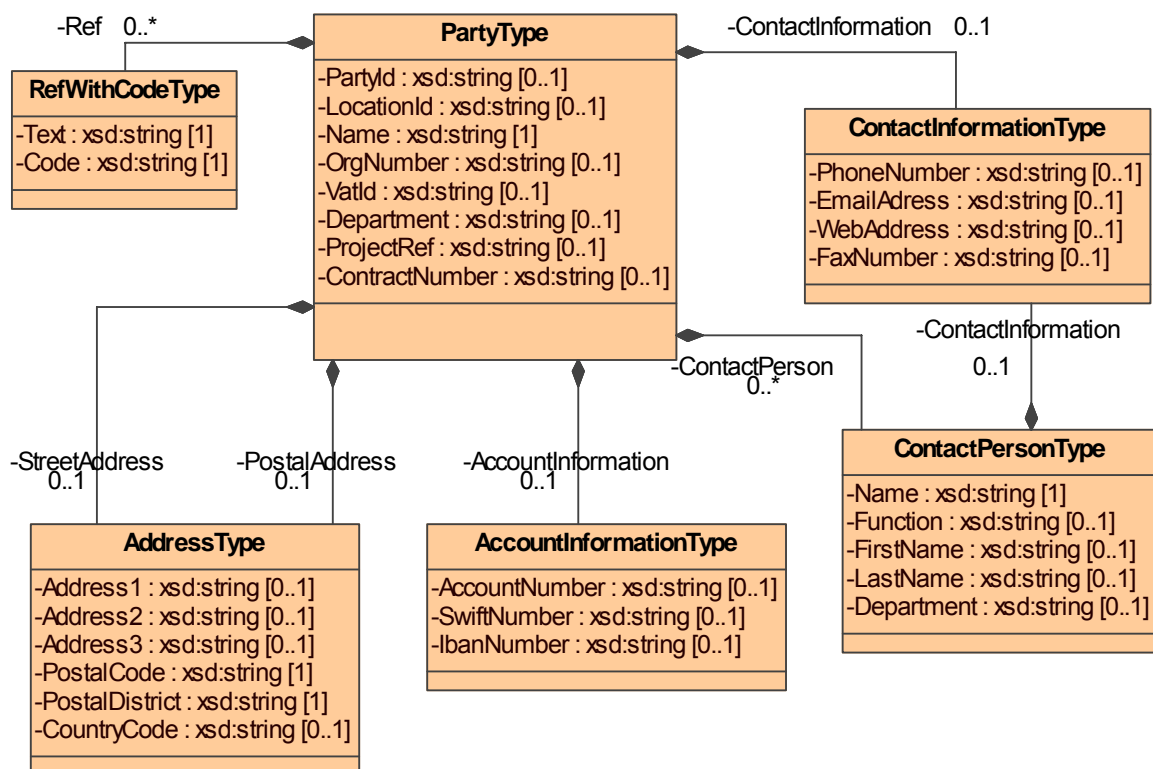 -Ref 0..*
PartyType
-PartyId : xsd:string [0..1]
-LocationId : xsd:string [0..1]
-Name : xsd:string [1]
-OrgNumber : xsd:string [0..1]
-VatId : xsd:string [0..1]
-Department : xsd:string [0..1]
-ProjectRef : xsd:string [0..1]
-ContractNumber : xsd:string [0..1]
-ContactInformation 0..1
RefWithCodeType
-Text : xsd:string [1]
-Code : xsd:string [1]
ContactInformationType
-PhoneNumber : xsd:string [0..1]
-EmailAdress : xsd:string [0..1]
-WebAddress : xsd:string [0..1]
-FaxNumber : xsd:string [0..1]
-ContactInformation
0..1
-ContactPerson
0..*
-StreetAddress
0..1
-PostalAddress
0..1
-AccountInformation
0..1
ContactPersonType
-Name : xsd:string [1]
-Function : xsd:string [0..1]
-FirstName : xsd:string [0..1]
-LastName : xsd:string [0..1]
-Department : xsd:string [0..1]
AddressType
-Address1 : xsd:string [0..1]
-Address2 : xsd:string [0..1]
-Address3 : xsd:string [0..1]
-PostalCode : xsd:string [1]
-PostalDistrict : xsd:string [1]
-CountryCode : xsd:string [0..1]
AccountInformationType
-AccountNumber : xsd:string [0..1]
-SwiftNumber : xsd:string [0..1]
-IbanNumber : xsd:string [0..1]